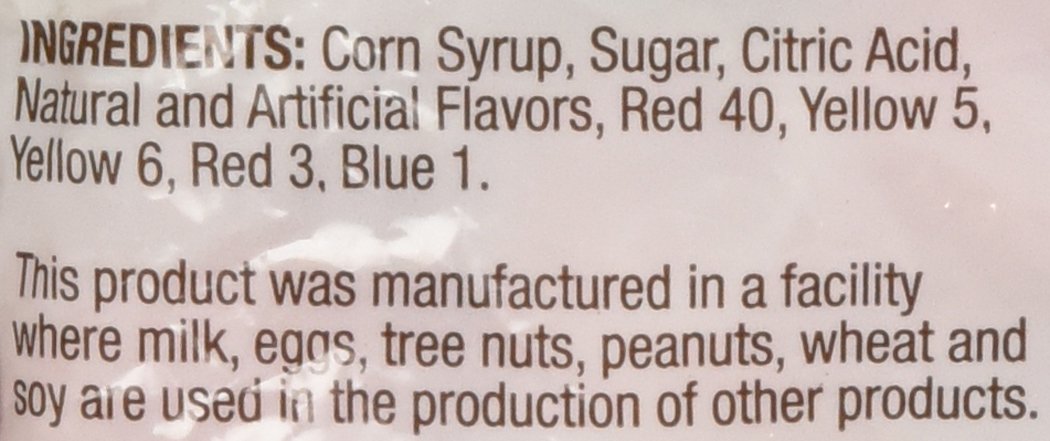 INGREDIENTS: Corn Syrup, Sugar, Citric Acid,
Natural and Artificial Flavors, Red 40, Yellow 5,
Yellow 6, Red 3, Blue 1.
This product was manufactured in a facility
where milk, eggs, tree nuts, peanuts, wheat and
soy are used in the production of other products.